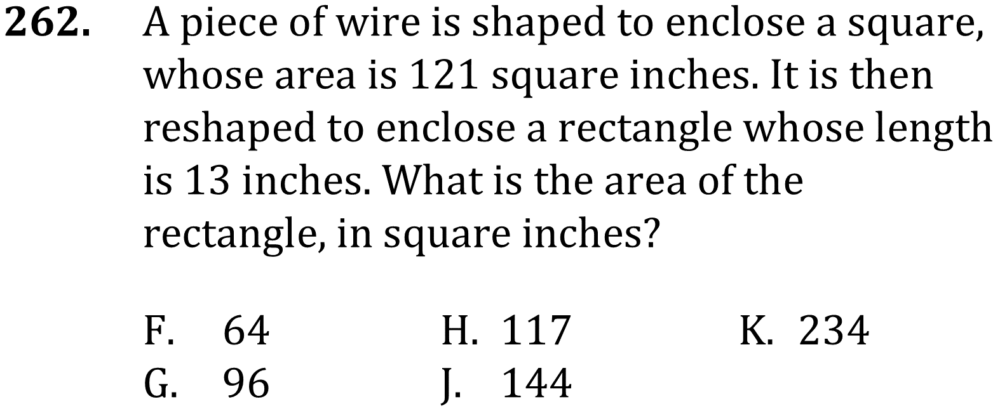 262. A piece of wire is shaped to enclose a square,
whose area is 121 square inches. It is then
reshaped to enclose a rectangle whose length
is 13 inches. What is the area of the
rectangle, in square inches?
F. 64 H. 117 K. 234
G. 96 J. 144